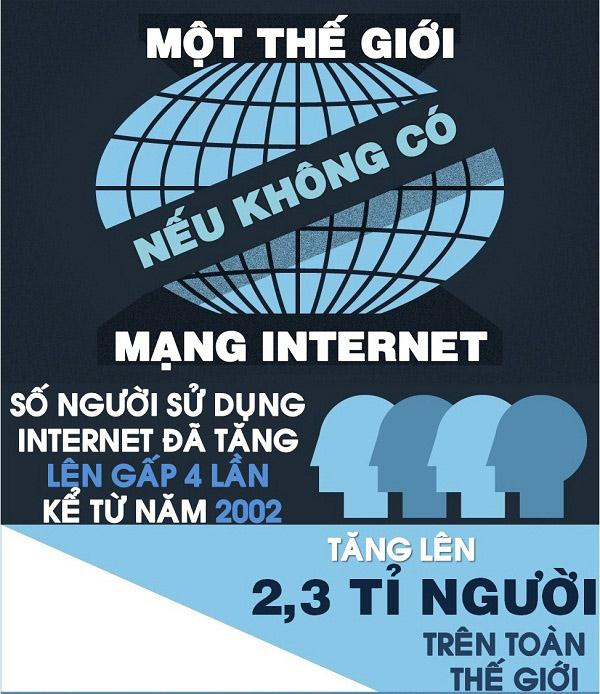 MỘT THẾ GIỚI
NẾU KHÔNG CÓ
MẠNG INTERNET
SỐ NGƯỜI SỬ DỤNG
INTERNET ĐÃ TĂNG
LÊN GẤP 4 LẦN
KỂ TỪ NĂM 2002
TĂNG LÊN
2,3 TỈ NGƯỜI
TRÊN TOÀN
THẾ GIỚI